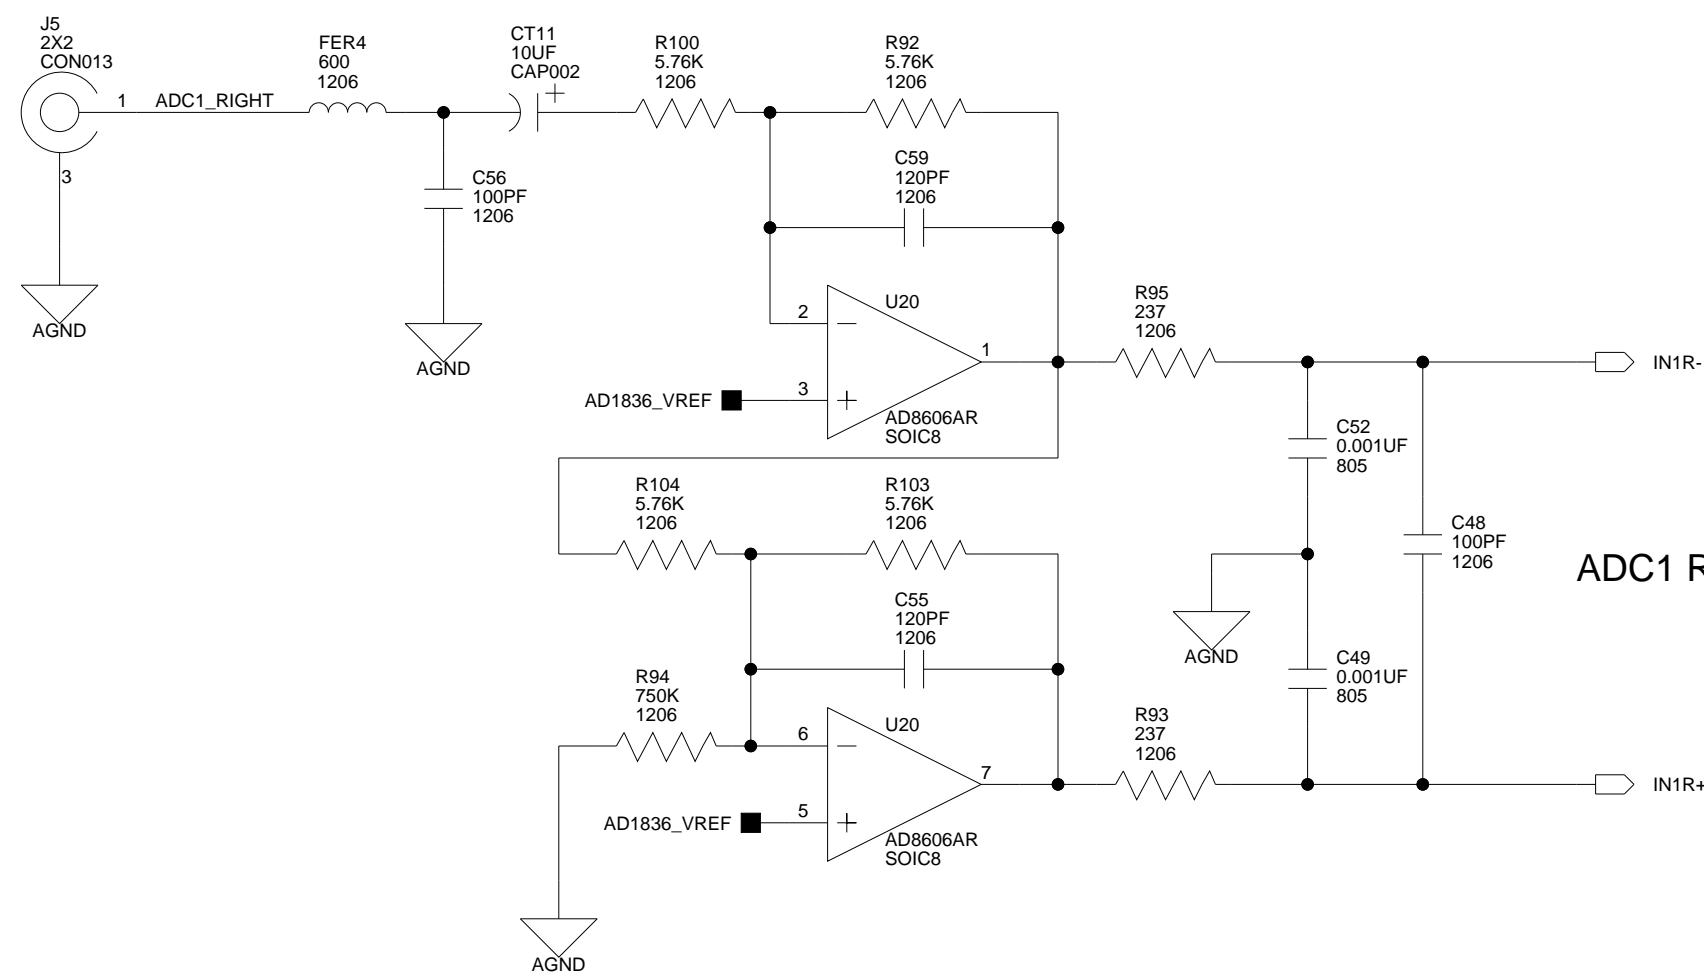 J5
2X2
CON013
1
ADC1_RIGHT
3
AGND
FER4
600
1206
C56
100PF
1206
AGND
CT11
10UF
CAP002
+
R100
5.76K
1206
R92
5.76K
1206
C59
120PF
1206
U20
2
1
AD1836_VREF
3
AD8606AR
SOIC8
R95
237
1206
IN1R-
C52
0.001UF
805
C48
100PF
1206
ADC1 R
AGND
C49
0.001UF
805
R104
5.76K
1206
R103
5.76K
1206
C55
120PF
1206
R94
750K
1206
U20
6
7
AD1836_VREF
5
AD8606AR
SOIC8
R93
237
1206
IN1R+
AGND